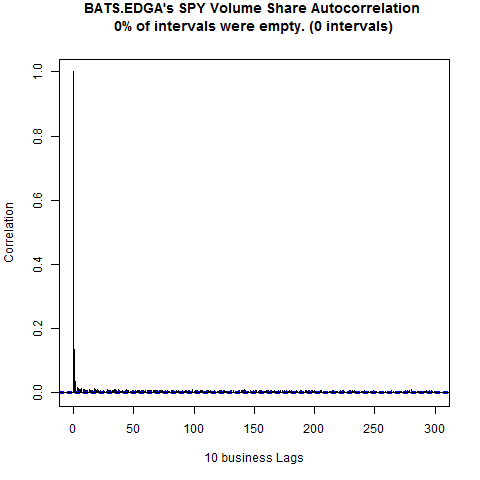 BATS.EDGA's SPY Volume Share Autocorrelation
0% of intervals were empty. (0 intervals)
1.0
0.8
0.6
0.4
0.2
0.0
Correlation
0 50 100 150 200 250 300
10 business Lags